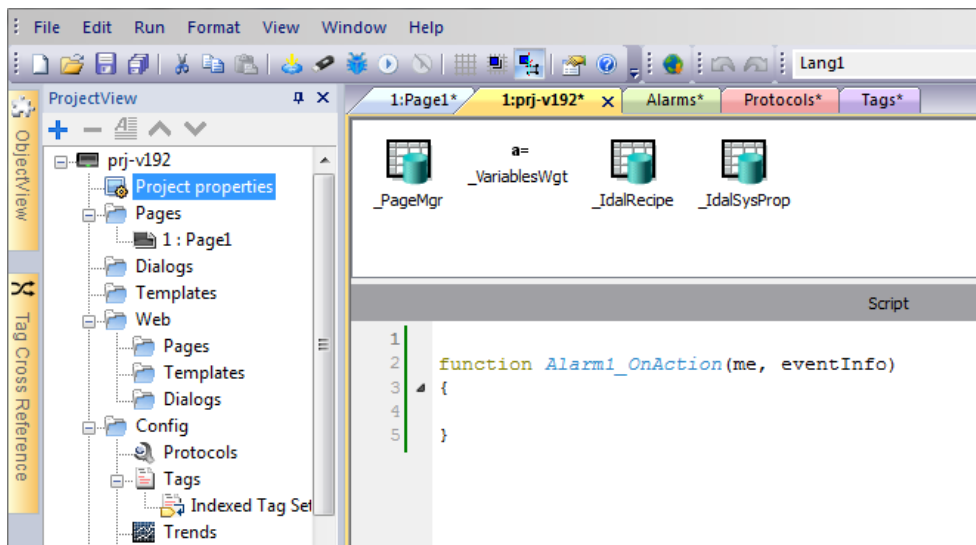 File Edit Run Format View Window Help
Lang1
ProjectView
1:Page1* 1:prj-v192* Alarms* Protocols* Tags*
ObjectView
Tag Cross Reference
prj-v192
Project properties
Pages
1 : Page1
Dialogs
Templates
Web
Pages
Templates
Dialogs
Config
Protocols
Tags
Indexed Tag Set
Trends
_PageMgr
a=
_VariablesWgt
_IdalRecipe
_IdalSysProp
Script
1
2 function Alarm1_OnAction(me, eventInfo)
3 {
4
5 }